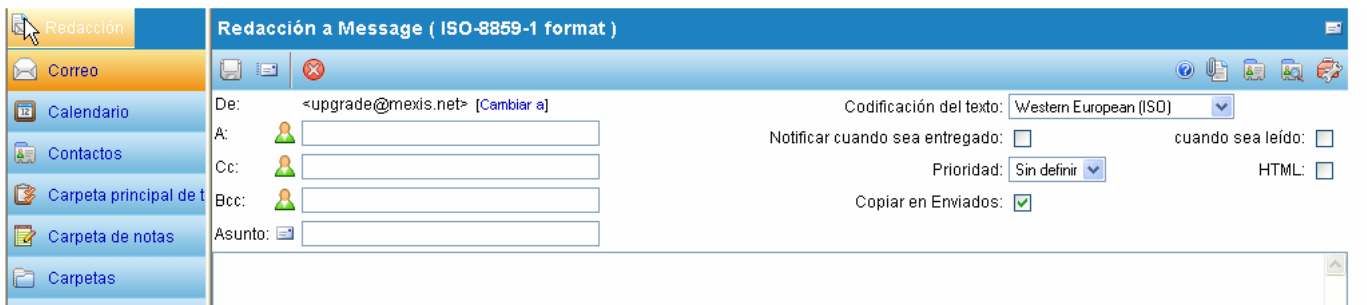 Redacción
Redacción a Message ( ISO-8859-1 format )
Correo
Calendario
Contactos
Carpeta principal de t
Carpeta de notas
Carpetas
De: <upgrade@mexis.net> [Cambiar a]
A:
Cc:
Bcc:
Asunto:
Codificación del texto: Western European (ISO)
Notificar cuando sea entregado: cuando sea leído:
Prioridad: Sin definir HTML:
Copiar en Enviados: